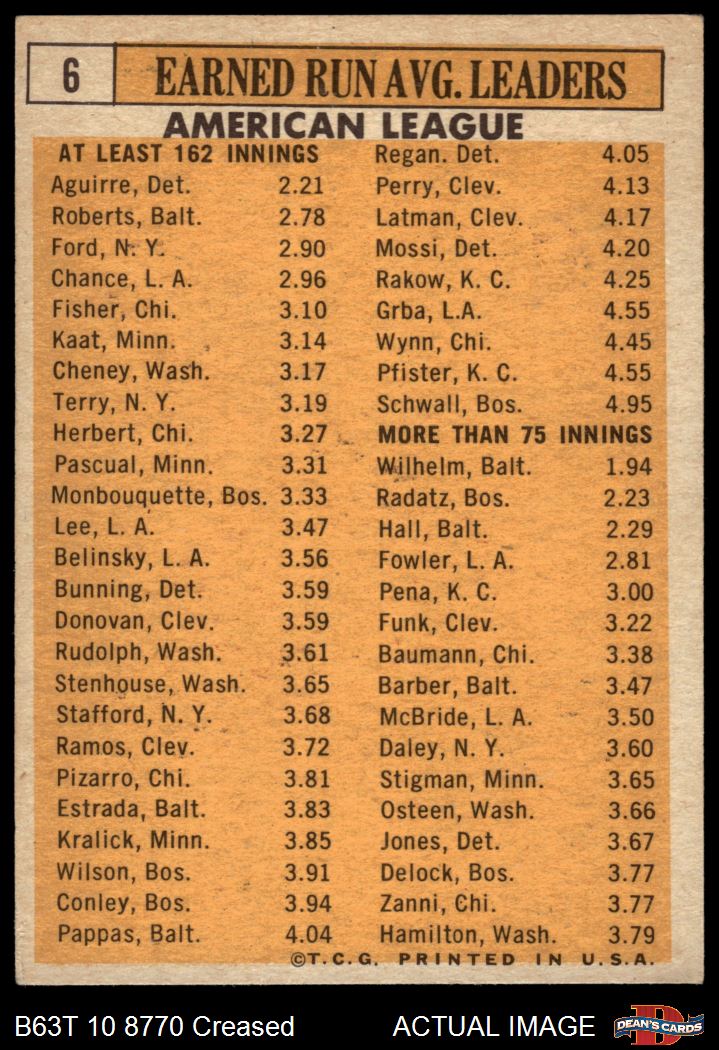 6
EARNED RUN AVG. LEADERS
AMERICAN LEAGUE
AT LEAST 162 INNINGS
Aguirre, Det. 2.21
Roberts, Balt. 2.78
Ford, N. Y. 2.90
Chance, L. A. 2.96
Fisher, Chi. 3.10
Kaat, Minn. 3.14
Cheney, Wash. 3.17
Terry, N. Y. 3.19
Herbert, Chi. 3.27
Pascual, Minn. 3.31
Monbouquette, Bos. 3.33
Lee, L. A. 3.47
Belinsky, L. A. 3.56
Bunning, Det. 3.59
Donovan, Clev. 3.59
Rudolph, Wash. 3.61
Stenhouse, Wash. 3.65
Stafford, N. Y. 3.68
Ramos, Clev. 3.72
Pizarro, Chi. 3.81
Estrada, Balt. 3.83
Kralick, Minn. 3.85
Wilson, Bos. 3.91
Conley, Bos. 3.94
Pappas, Balt. 4.04
Regan. Det. 4.05
Perry, Clev. 4.13
Latman, Clev. 4.17
Mossi, Det. 4.20
Rakow, K. C. 4.25
Grba, L.A. 4.55
Wynn, Chi. 4.45
Pfister, K. C. 4.55
Schwall, Bos. 4.95
MORE THAN 75 INNINGS
Wilhelm, Balt. 1.94
Radatz, Bos. 2.23
Hall, Balt. 2.29
Fowler, L. A. 2.81
Pena, K. C. 3.00
Funk, Clev. 3.22
Baumann, Chi. 3.38
Barber, Balt. 3.47
McBride, L. A. 3.50
Daley, N. Y. 3.60
Stigman, Minn. 3.65
Osteen, Wash. 3.66
Jones, Det. 3.67
Delock, Bos. 3.77
Zanni, Chi. 3.77
Hamilton, Wash. 3.79
©T.C.G. PRINTED IN U.S.A.
B63T 10 8770 Creased
ACTUAL IMAGE
DEAN'S CARDS